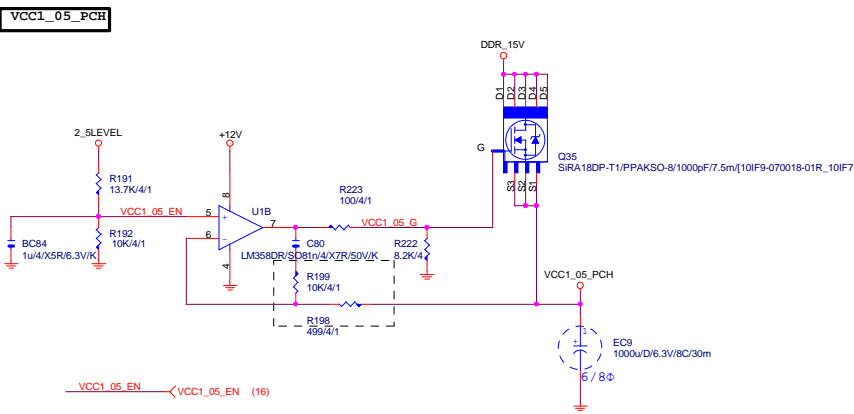 VCC1_05_PCH
DDR_15V
D1
D2
D3
D4
D5
G
Q35
SiRA18DP-T1/PPAKSO-8/1000pF/7.5m/[10IF9-070018-01R_10IF7
S3
S2
S1
2_5LEVEL
+12V
R191
13.7K/4/1
VCC1_05_EN
5
8
U1B
7
R223
100/4/1
VCC1_05_G
6
4
+
-
BC84
1u/4/X5R/6.3V/K
R192
10K/4/1
C80
LM358DR/SO81n/4/X7R/50V/K
R222
8.2K/4
R199
10K/4/1
R198
499/4/1
VCC1_05_PCH
1
+
EC9
1000u/D/6.3V/8C/30m
6/8Φ
VCC1_05_EN
VCC1_05_EN (16)